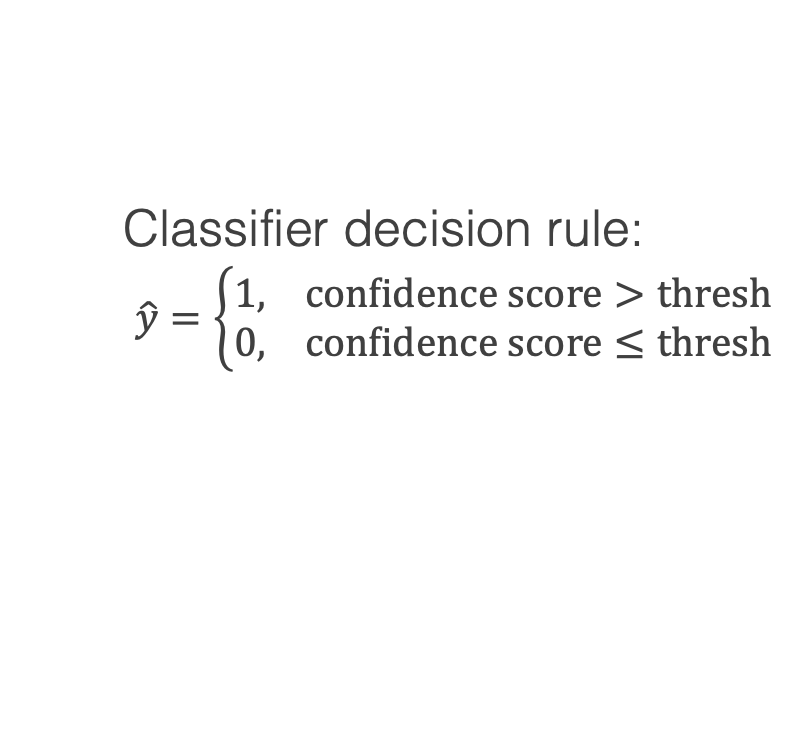 Classifier decision rule:
ŷ = {1, confidence score > thresh
0, confidence score ≤ thresh